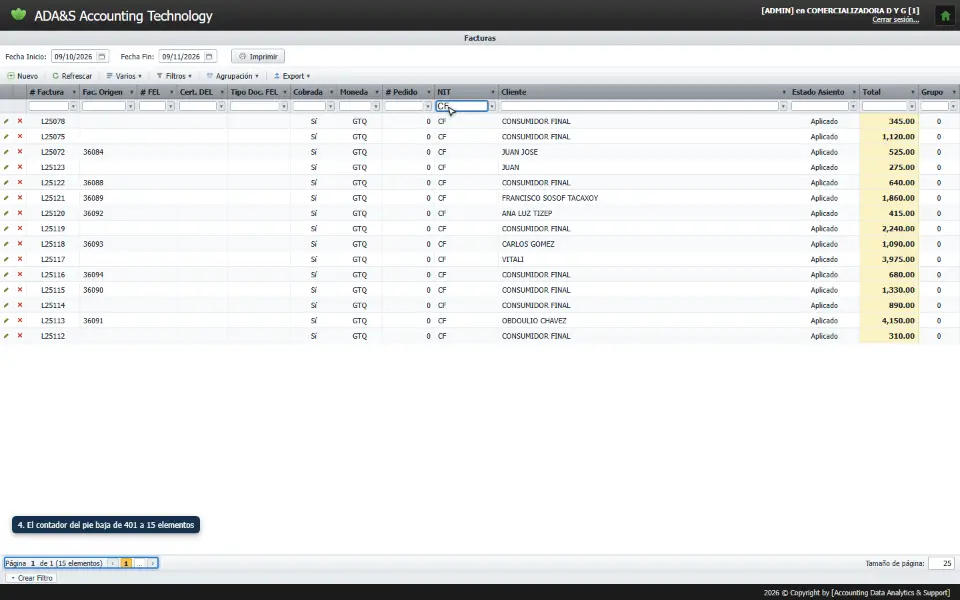 ADA&S Accounting Technology
[ADMIN] en COMERCIALIZADORA D Y G [1]
Cerrar sesión...
Facturas
Fecha Inicio: 09/10/2026 Fecha Fin: 09/11/2026 Imprimir
Nuevo Refrescar Varios Filtros Agrupación Export
# Factura Fac. Origen # FEL Cert. DEL Tipo Doc. FEL Cobrada Moneda # Pedido NIT Cliente Estado Asiento Total Grupo
CF
L25078 Sí GTQ 0 CF CONSUMIDOR FINAL Aplicado 345.00 0
L25075 Sí GTQ 0 CF CONSUMIDOR FINAL Aplicado 1,120.00 0
L25072 36084 Sí GTQ 0 CF JUAN JOSE Aplicado 525.00 0
L25123 Sí GTQ 0 CF JUAN Aplicado 275.00 0
L25122 36088 Sí GTQ 0 CF CONSUMIDOR FINAL Aplicado 640.00 0
L25121 36089 Sí GTQ 0 CF FRANCISCO SOSOF TACAXOY Aplicado 1,860.00 0
L25120 36092 Sí GTQ 0 CF ANA LUZ TIZEP Aplicado 415.00 0
L25119 Sí GTQ 0 CF CONSUMIDOR FINAL Aplicado 2,240.00 0
L25118 36093 Sí GTQ 0 CF CARLOS GOMEZ Aplicado 1,090.00 0
L25117 Sí GTQ 0 CF VITALI Aplicado 3,975.00 0
L25116 36094 Sí GTQ 0 CF CONSUMIDOR FINAL Aplicado 680.00 0
L25115 36090 Sí GTQ 0 CF CONSUMIDOR FINAL Aplicado 1,330.00 0
L25114 Sí GTQ 0 CF CONSUMIDOR FINAL Aplicado 890.00 0
L25113 36091 Sí GTQ 0 CF OBDOULIO CHAVEZ Aplicado 4,150.00 0
L25112 Sí GTQ 0 CF CONSUMIDOR FINAL Aplicado 310.00 0
4. El contador del pie baja de 401 a 15 elementos
Página 1 de 1 (15 elementos) ‹ 1 ... › Tamaño de página: 25
Crear Filtro
2026 © Copyright by [Accounting Data Analytics & Support]